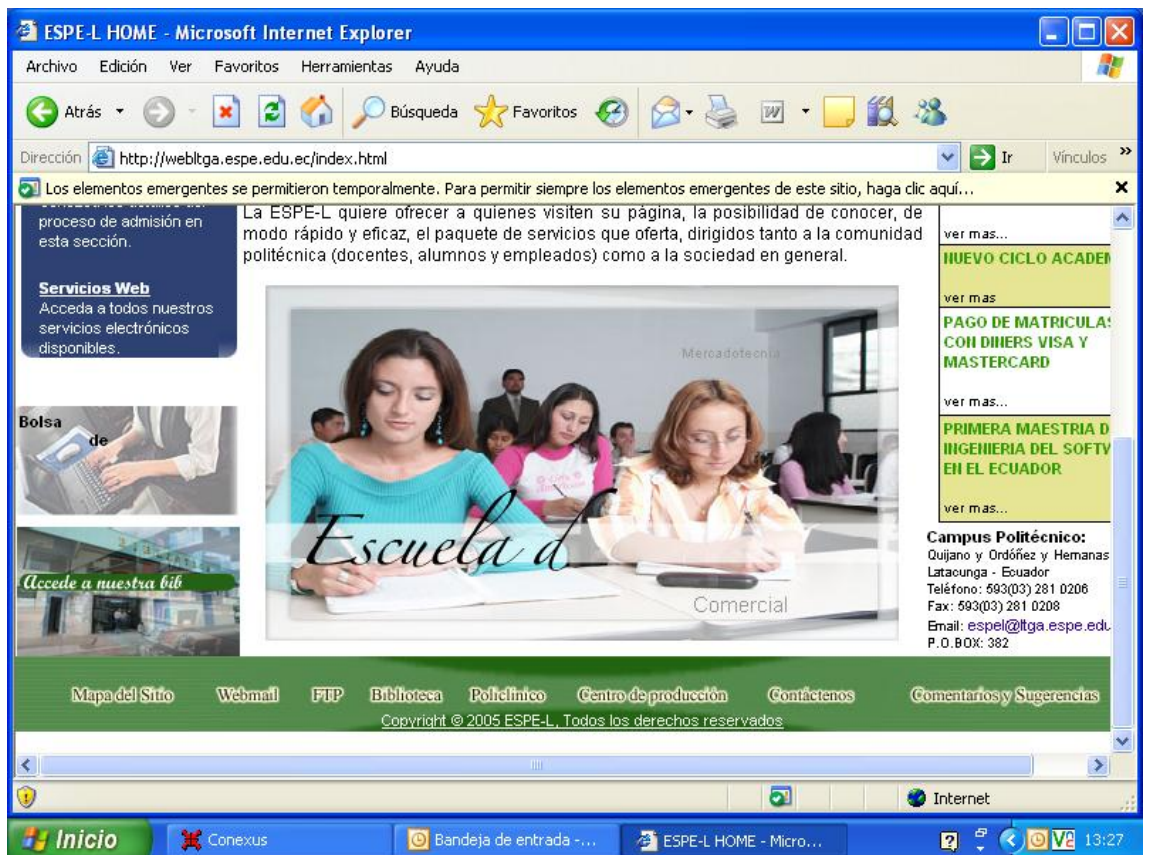 ESPE-L HOME - Microsoft Internet Explorer
Archivo Edición Ver Favoritos Herramientas Ayuda
Atrás Búsqueda Favoritos
Dirección http://webltga.espe.edu.ec/index.html Ir Vínculos »
Los elementos emergentes se permitieron temporalmente. Para permitir siempre los elementos emergentes de este sitio, haga clic aquí...
proceso de admisión en
esta sección.
Servicios Web
Acceda a todos nuestros
servicios electrónicos
disponibles.
Bolsa
de
Accede a nuestra bib
La ESPE-L quiere ofrecer a quienes visiten su página, la posibilidad de conocer, de
modo rápido y eficaz, el paquete de servicios que oferta, dirigidos tanto a la comunidad
politécnica (docentes, alumnos y empleados) como a la sociedad en general.
Mercadotecnia
Escuela d
Comercial
ver mas...
NUEVO CICLO ACADEM
ver mas
PAGO DE MATRICULAS
CON DINERS VISA Y
MASTERCARD
ver mas...
PRIMERA MAESTRIA D
INGENIERIA DEL SOFTW
EN EL ECUADOR
ver mas...
Campus Politécnico:
Quijano y Ordóñez y Hemanas
Latacunga - Ecuador
Teléfono: 593(03) 281 0206
Fax: 593(03) 281 0208
Email: espel@ltga.espe.edu.
P.O.BOX: 382
Mapa del Sitio Webmail FTP Biblioteca Policlínico Centro de producción Contáctenos Comentarios y Sugerencias
Copyright © 2005 ESPE-L, Todos los derechos reservados
Internet
Inicio Conexus Bandeja de entrada -... ESPE-L HOME - Micro... 13:27